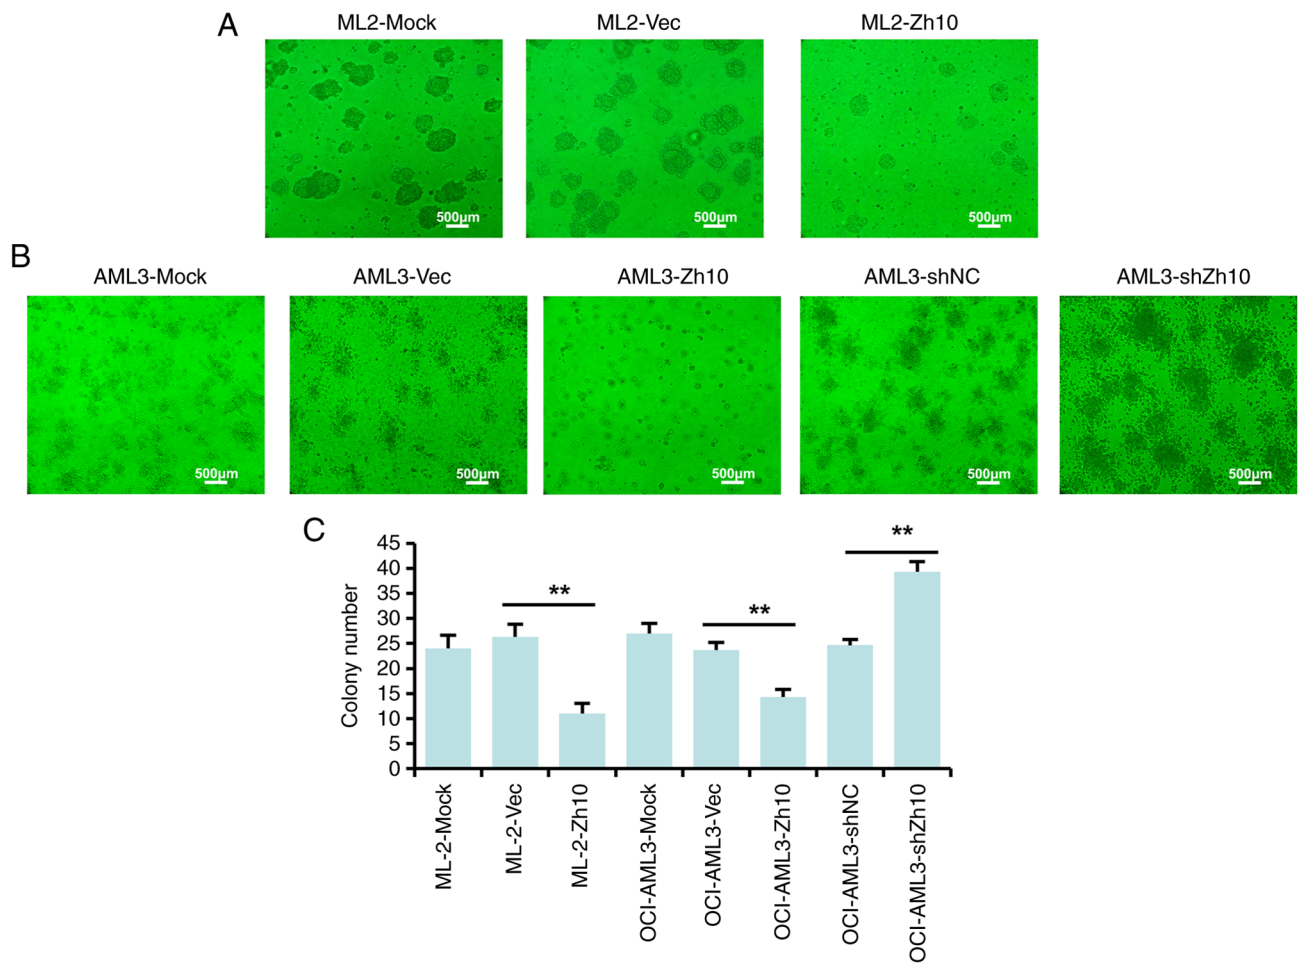 A
ML2-Mock ML2-Vec ML2-Zh10
500μm 500μm 500μm
B
AML3-Mock AML3-Vec AML3-Zh10 AML3-shNC AML3-shZh10
500μm 500μm 500μm 500μm 500μm
C
Colony number
45
40
35
30
25
20
15
10
5
0
** ** **
ML-2-Mock
ML-2-Vec
ML-2-Zh10
OCI-AML3-Mock
OCI-AML3-Vec
OCI-AML3-Zh10
OCI-AML3-shNC
OCI-AML3-shZh10